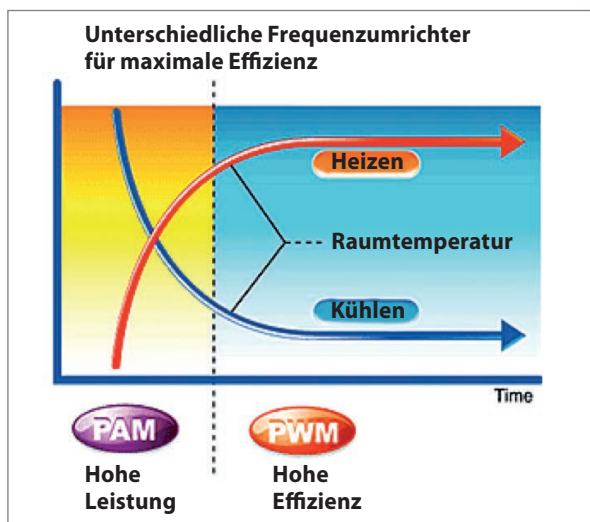 Unterschiedliche Frequenzumrichter
für maximale Effizienz
Heizen
Raumtemperatur
Kühlen
Time
PAM
PWM
Hohe
Leistung
Hohe
Effizienz